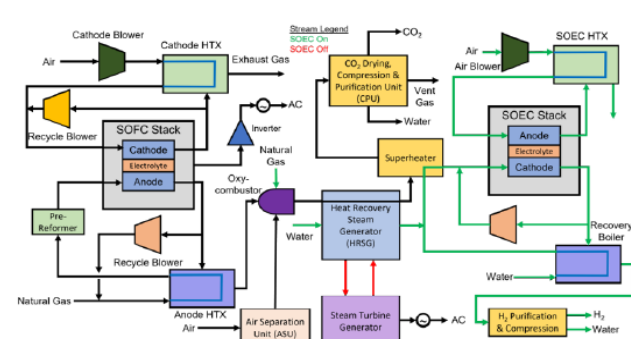 Cathode Blower
Cathode HTX
Air
Exhaust Gas
Recycle Blower
SOFC Stack
Cathode
Electrolyte
Anode
Inverter
AC
Pre-
Reformer
Recycle Blower
Natural Gas
Anode HTX
Stream Legend
SOEC On
SOEC Off
CO2 Drying,
Compression &
Purification Unit
(CPU)
CO2
Vent
Gas
Water
Natural
Gas
Oxy-
combustor
Superheater
Water
Heat Recovery
Steam
Generator
(HRSG)
Air
Air Separation
Unit (ASU)
Steam Turbine
Generator
AC
SOEC HTX
Air
Air Blower
SOEC Stack
Anode
Electrolyte
Cathode
Recovery
Boiler
Water
H2 Purification
& Compression
H2
Water